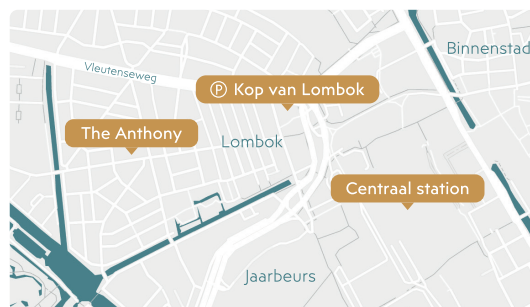 Binnenstad
Vleutenseweg
Ⓟ Kop van Lombok
The Anthony
Lombok
Centraal station
Jaarbeurs